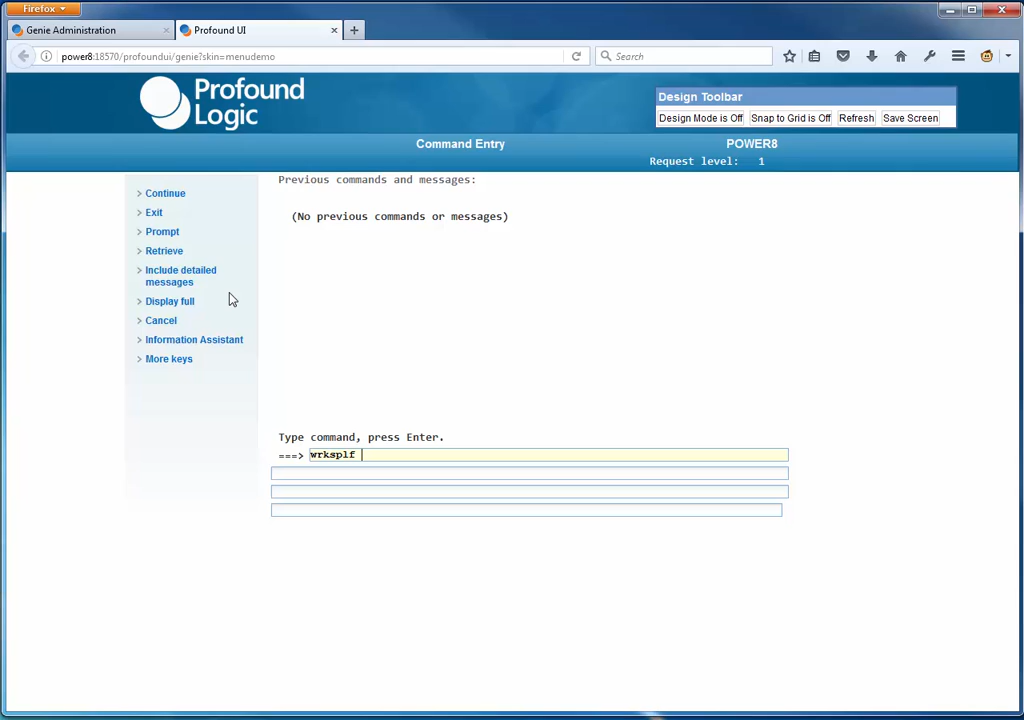 Firefox
Genie Administration
Profound UI
power8:18570/profoundui/genie?skin=menudemo
Search
Profound Logic
Design Toolbar
Design Mode is Off Snap to Grid is Off Refresh Save Screen
Command Entry
POWER8
Request level: 1
Continue
Exit
Prompt
Retrieve
Include detailed
messages
Display full
Cancel
Information Assistant
More keys
Previous commands and messages:
(No previous commands or messages)
Type command, press Enter.
===> wrksplf